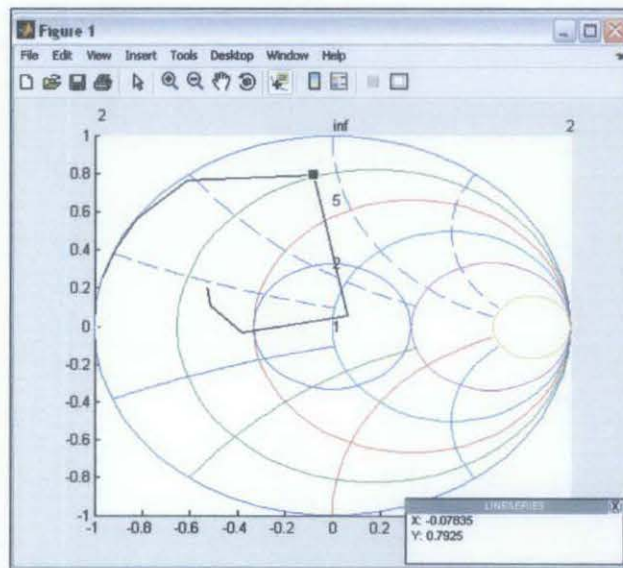 Figure 1
File Edit View Insert Tools Desktop Window Help
2 inf 2
1
0.8
0.6
0.4
0.2
0
-0.2
-0.4
-0.6
-0.8
-1
5
2
1
-1 -0.8 -0.6 -0.4 -0.2 0 0.2
LINESERIES X
X: -0.07835
Y: 0.7925